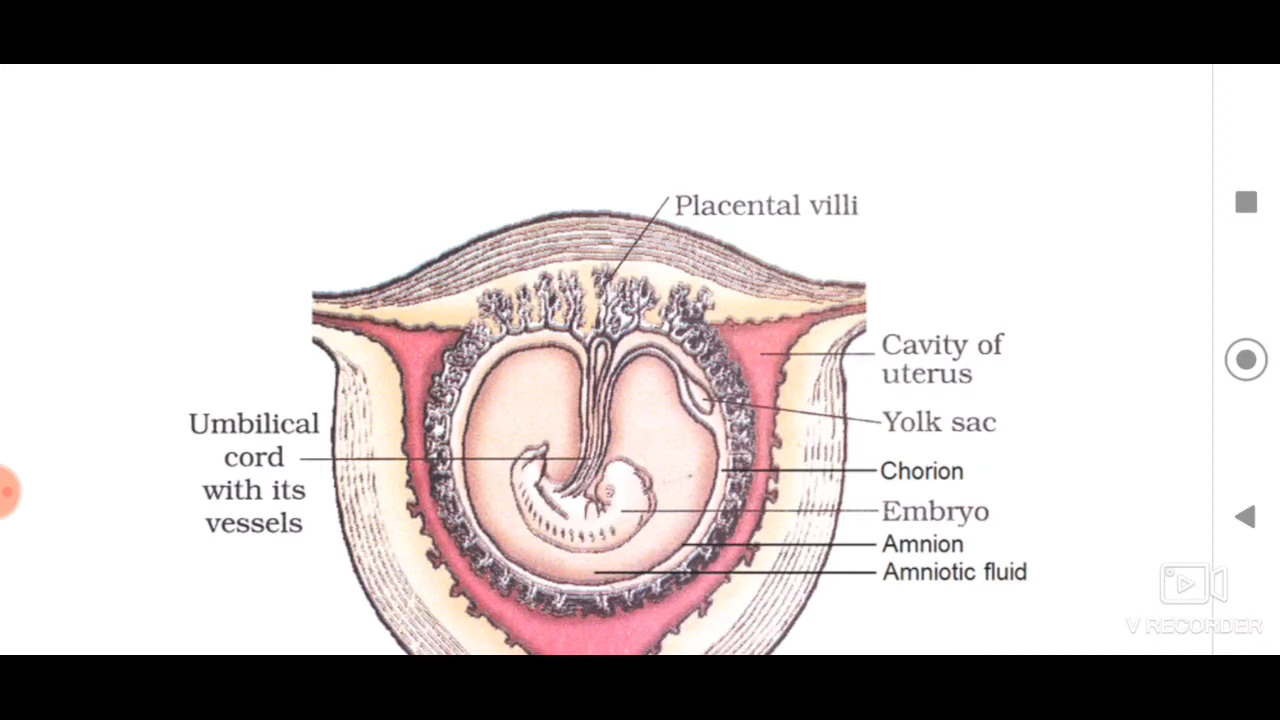 Placental villi
Cavity of
uterus
Umbilical
cord
with its
vessels
Yolk sac
Chorion
Embryo
Amnion
Amniotic fluid
V RECORDER